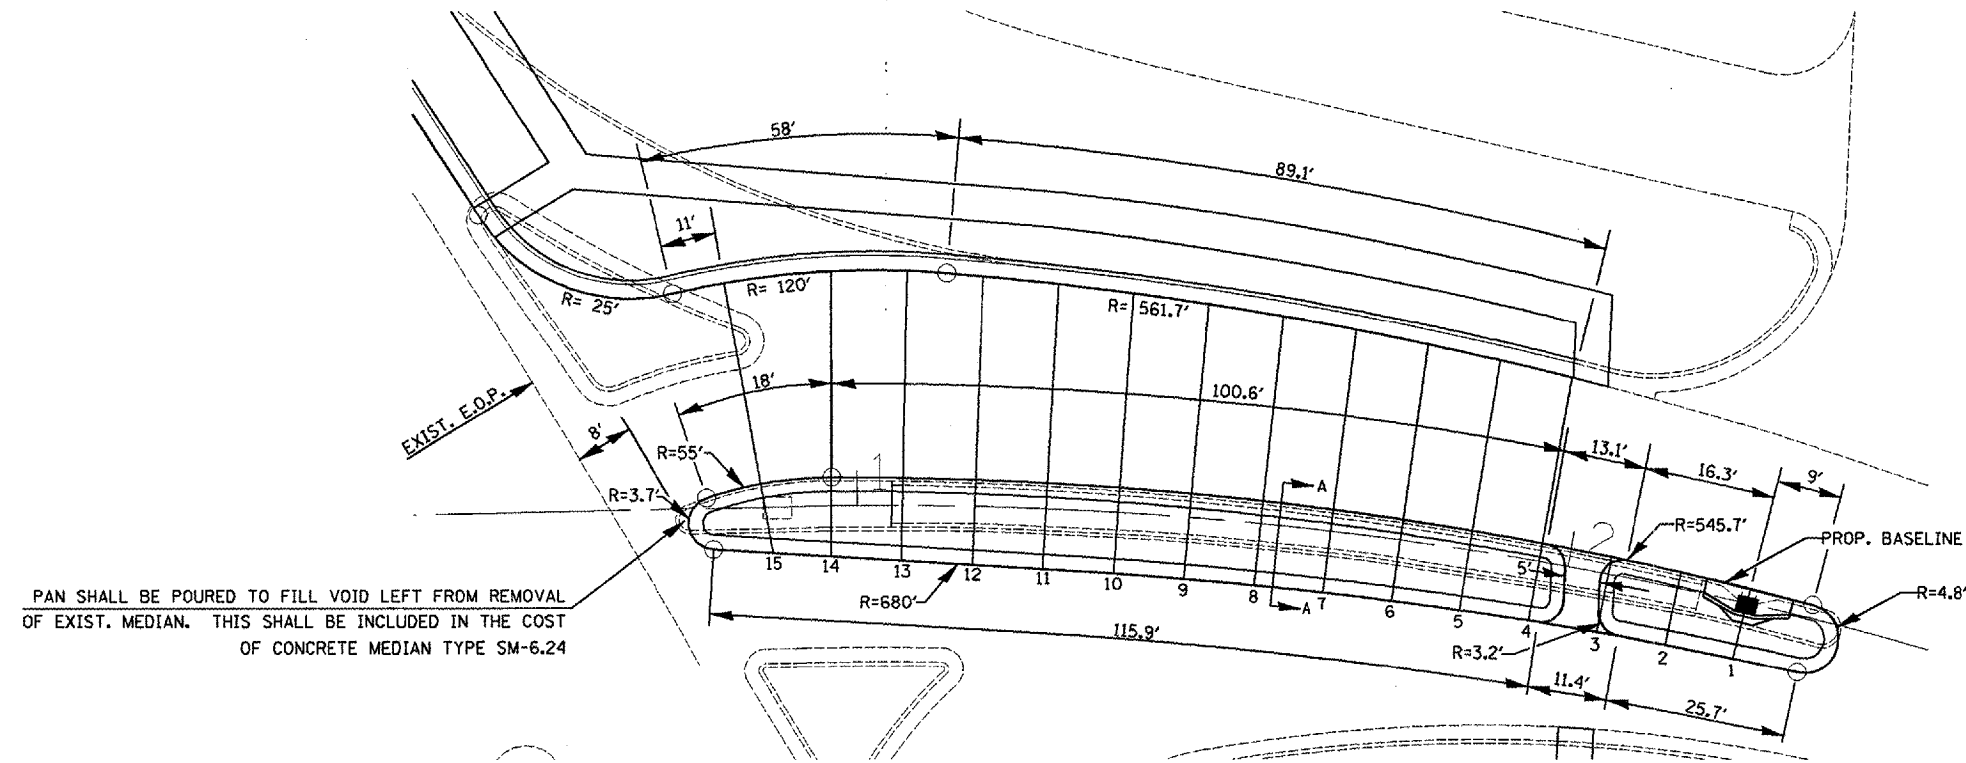 58'
89.1'
11'
R= 120'
R= 25'
R= 561.7'
18'
100.6'
EXIST. E.O.P.
8'
13.1'
16.3'
9'
R=55'
1
A
R=3.7'
2
R=545.7'
PROP. BASELINE
15
14
13
12
11
10
9
8
7
6
5
4
3
2
1
5'
A
R=680'
R=4.8'
PAN SHALL BE POURED TO FILL VOID LEFT FROM REMOVAL
OF EXIST. MEDIAN. THIS SHALL BE INCLUDED IN THE COST
OF CONCRETE MEDIAN TYPE SM-6.24
115.9'
R=3.2'
11.4'
25.7'